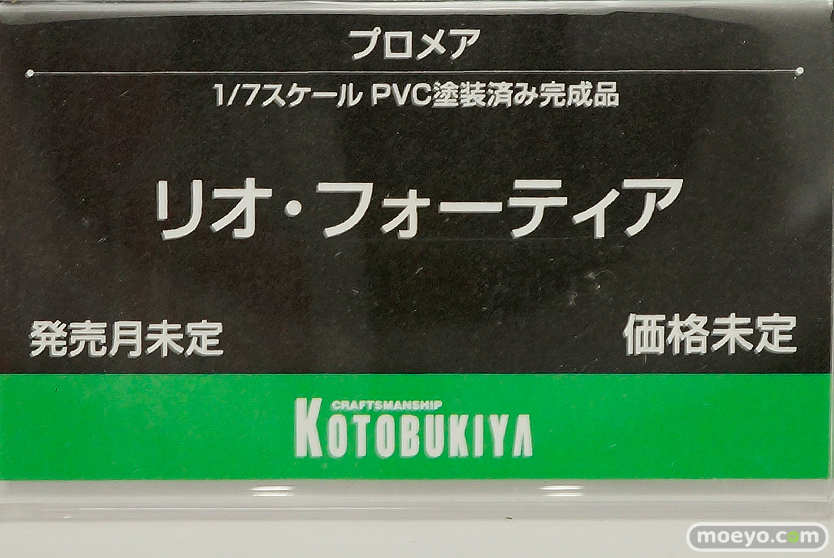 プロメア
1/7スケール PVC塗装済み完成品
リオ・フォーティア
発売月未定
価格未定
CRAFTSMANSHIP
KOTOBUKIYA
moeyo.com